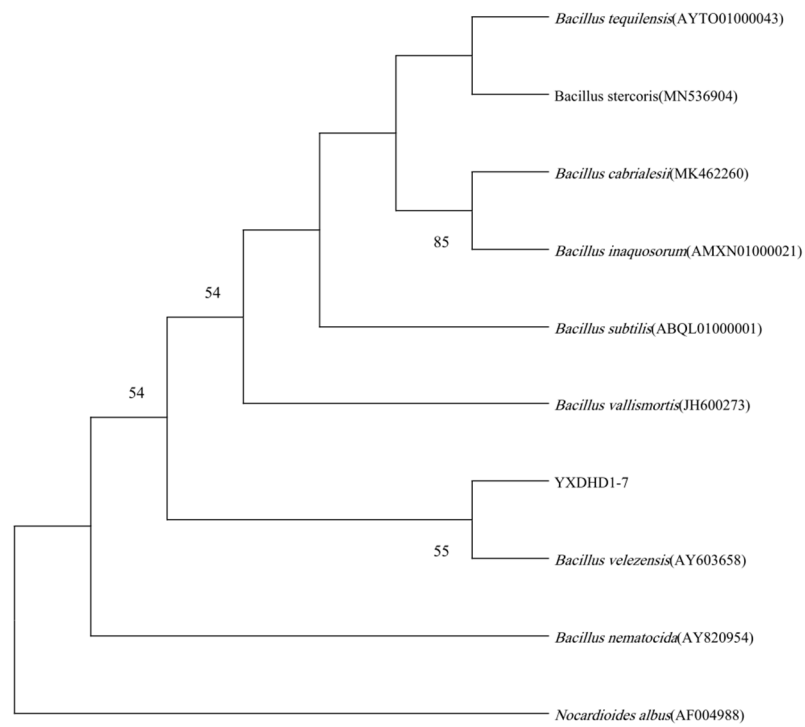 Bacillus tequilensis(AYTO01000043)
Bacillus stercoris(MN536904)
Bacillus cabrialesii(MK462260)
85
Bacillus inaquosorum(AMXN01000021)
54
Bacillus subtilis(ABQL01000001)
54
Bacillus vallismortis(JH600273)
YXDHD1-7
55
Bacillus velezensis(AY603658)
Bacillus nematocida(AY820954)
Nocardioides albus(AF004988)